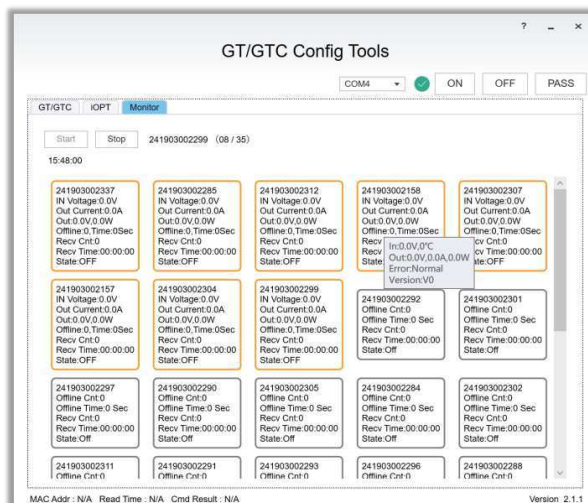 ? – ×
GT/GTC Config Tools
COM4 ON OFF PASS
GT/GTC iOPT Monitor
Start Stop 241903002299 (08 / 35)
15:48:00
241903002337
IN Voltage:0.0V
Out Current:0.0A
Out:0.0V,0.0W
Offline:0,Time:0Sec
Recv Cnt:0
Recv Time:00:00:00
State:OFF
241903002285
IN Voltage:0.0V
Out Current:0.0A
Out:0.0V,0.0W
Offline:0,Time:0Sec
Recv Cnt:0
Recv Time:00:00:00
State:OFF
241903002312
IN Voltage:0.0V
Out Current:0.0A
Out:0.0V,0.0W
Offline:0,Time:0Sec
Recv Cnt:0
Recv Time:00:00:00
State:OFF
241903002158
IN Voltage:0.0V
Out Current:0.0A
Out:0.0V,0.0W
Offline:0,Time:0Sec
241903002307
IN Voltage:0.0V
Out Current:0.0A
Out:0.0V,0.0W
Offline:0,Time:0Sec
In:0.0V,0°C
Out:0.0V,0.0A,0.0W
Error:Normal
Version:V0
241903002157
IN Voltage:0.0V
Out Current:0.0A
Out:0.0V,0.0W
Offline:0,Time:0Sec
Recv Cnt:0
Recv Time:00:00:00
State:OFF
241903002304
IN Voltage:0.0V
Out Current:0.0A
Out:0.0V,0.0W
Offline:0,Time:0Sec
Recv Cnt:0
Recv Time:00:00:00
State:OFF
241903002299
IN Voltage:0.0V
Out Current:0.0A
Out:0.0V,0.0W
Offline:0,Time:0Sec
Recv Cnt:0
Recv Time:00:00:00
State:OFF
241903002292
Offline Cnt:0
Offline Time:0 Sec
Recv Cnt:0
Recv Time:00:00:00
State:Off
241903002301
Offline Cnt:0
Offline Time:0 Sec
Recv Cnt:0
Recv Time:00:00:00
State:Off
241903002297
Offline Cnt:0
Offline Time:0 Sec
Recv Cnt:0
Recv Time:00:00:00
State:Off
241903002290
Offline Cnt:0
Offline Time:0 Sec
Recv Cnt:0
Recv Time:00:00:00
State:Off
241903002305
Offline Cnt:0
Offline Time:0 Sec
Recv Cnt:0
Recv Time:00:00:00
State:Off
241903002284
Offline Cnt:0
Offline Time:0 Sec
Recv Cnt:0
Recv Time:00:00:00
State:Off
241903002302
Offline Cnt:0
Offline Time:0 Sec
Recv Cnt:0
Recv Time:00:00:00
State:Off
241903002311
Offline Cnt:0
241903002291
Offline Cnt:0
241903002293
Offline Cnt:0
241903002296
Offline Cnt:0
241903002288
Offline Cnt:0
MAC Addr : N/A Read Time : N/A Cmd Result : N/A Version 2.1.1